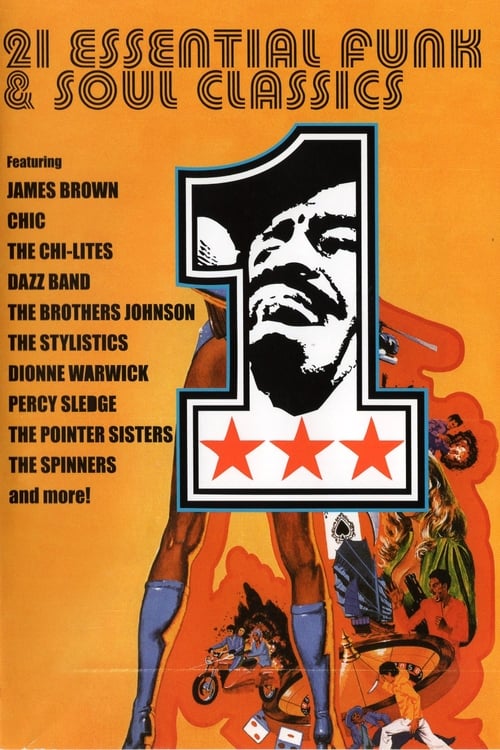 21 ESSENTIAL FUNK
& SOUL CLASSICS
Featuring
JAMES BROWN
CHIC
THE CHI-LITES
DAZZ BAND
THE BROTHERS JOHNSON
THE STYLISTICS
DIONNE WARWICK
PERCY SLEDGE
THE POINTER SISTERS
THE SPINNERS
and more!
1